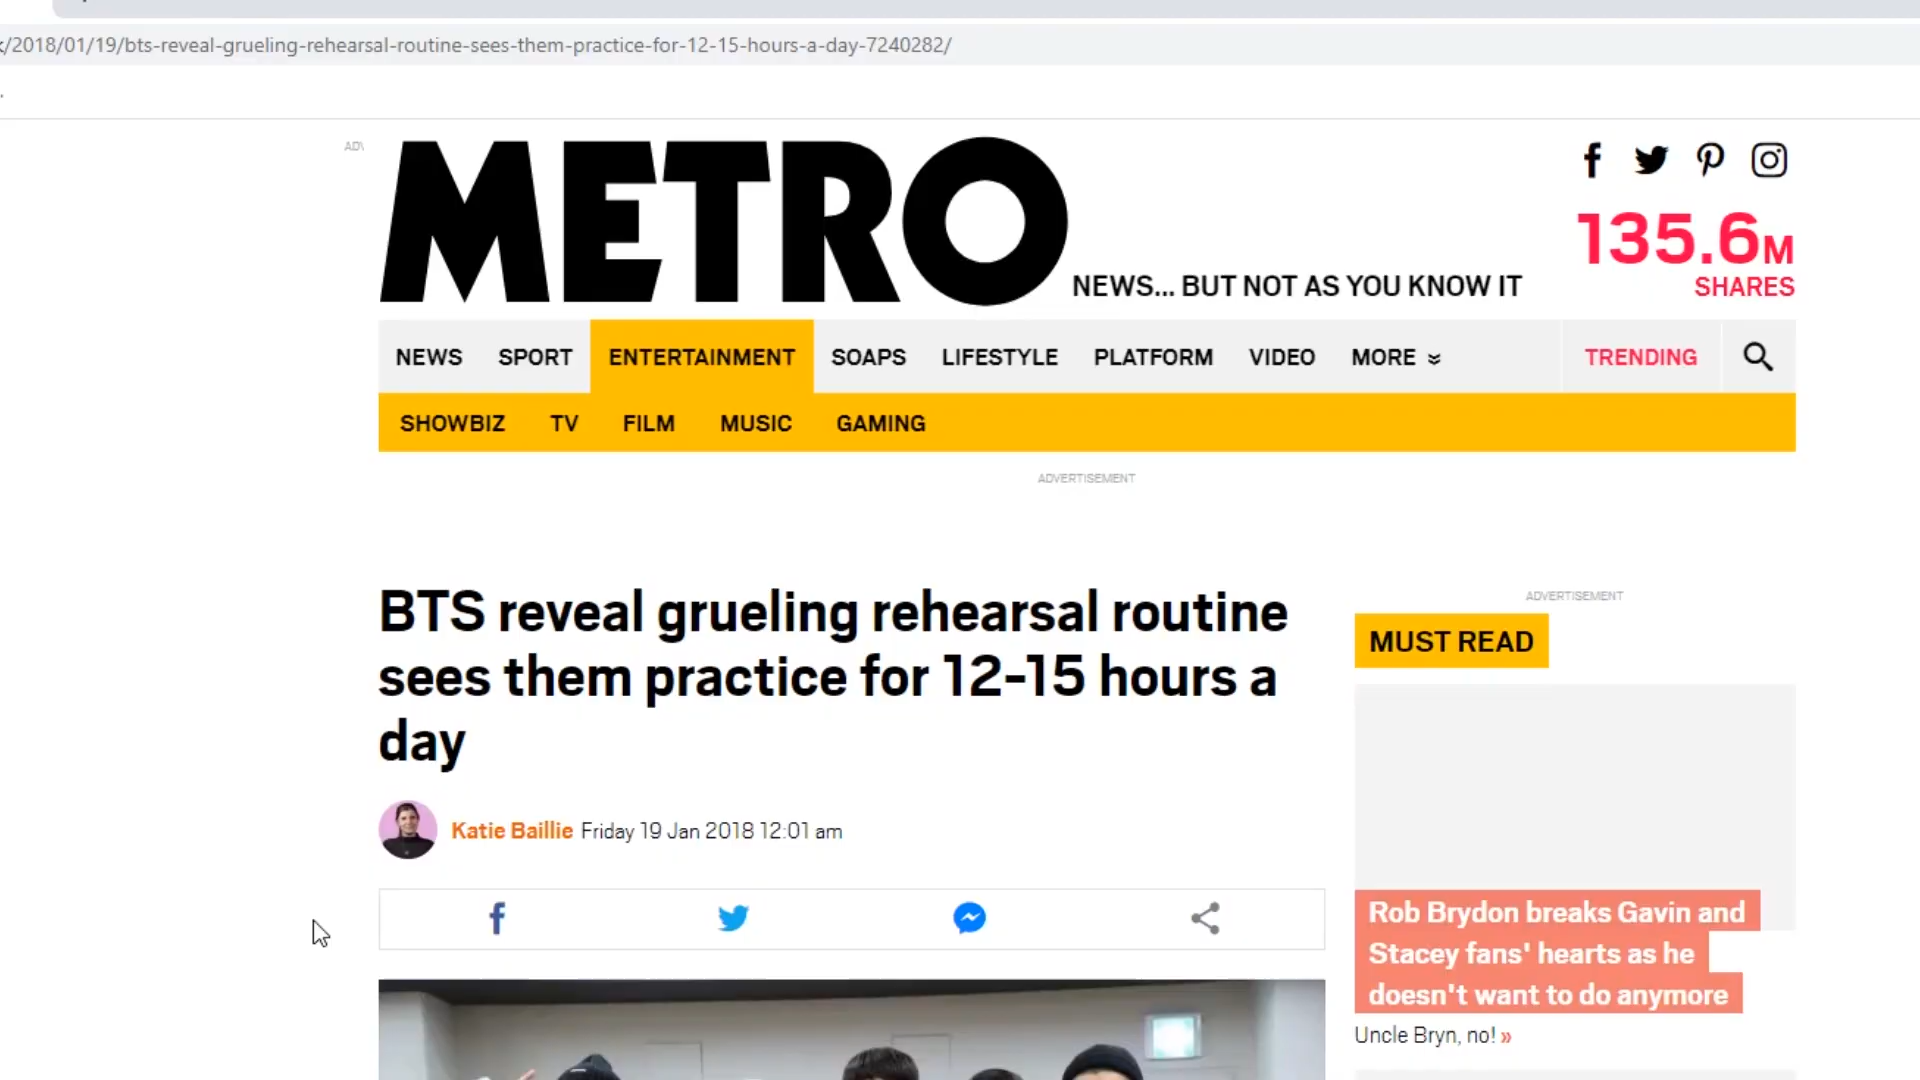 /2018/01/19/bts-reveal-grueling-rehearsal-routine-sees-them-practice-for-12-15-hours-a-day-7240282/
METRO
NEWS... BUT NOT AS YOU KNOW IT
135.6M
SHARES
NEWS SPORT ENTERTAINMENT SOAPS LIFESTYLE PLATFORM VIDEO MORE TRENDING
SHOWBIZ TV FILM MUSIC GAMING
ADVERTISEMENT
BTS reveal grueling rehearsal routine
sees them practice for 12-15 hours a
day
Katie Baillie Friday 19 Jan 2018 12:01 am
ADVERTISEMENT
MUST READ
Rob Brydon breaks Gavin and
Stacey fans' hearts as he
doesn't want to do anymore
Uncle Bryn, no! »